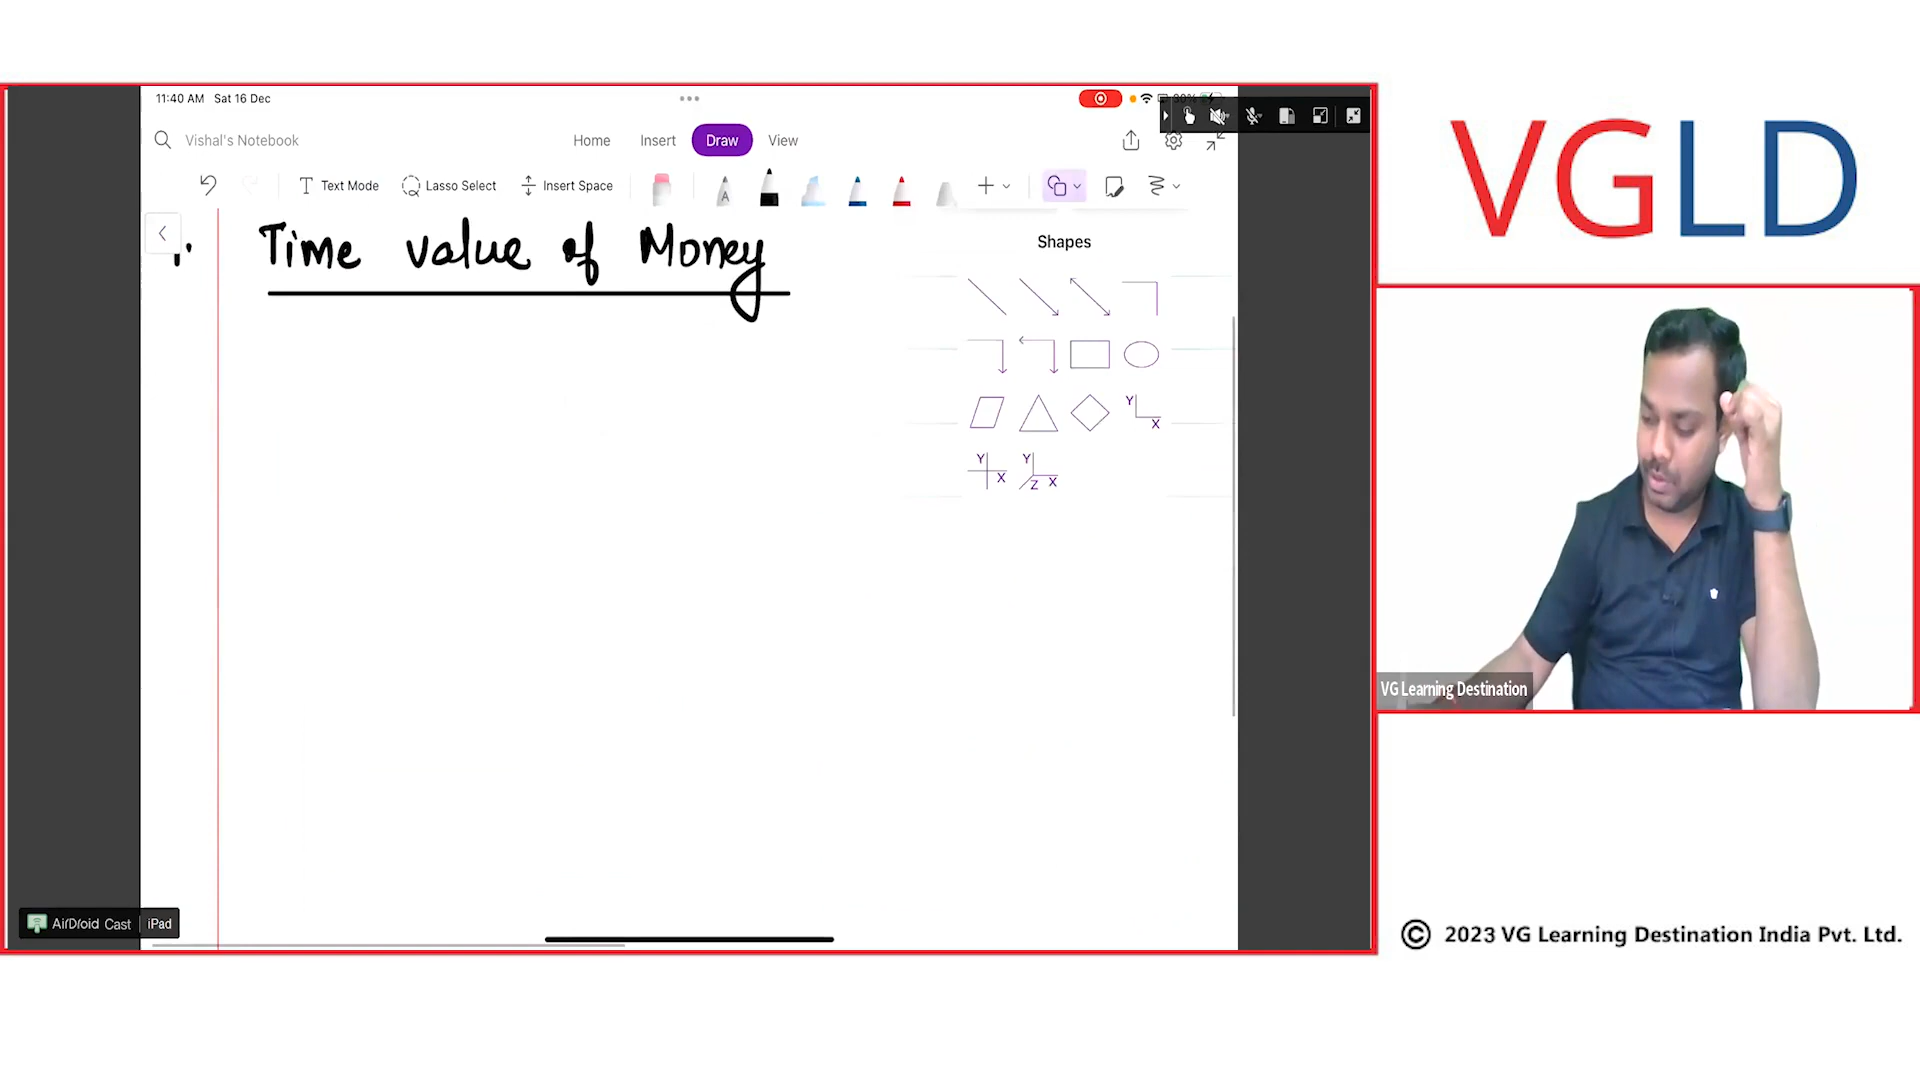 11:40 AM Sat 16 Dec
Vishal's Notebook
Home Insert Draw View
Text Mode Lasso Select Insert Space
A
1. Time value of Money
Shapes
Y X
Y X Y Z X
AirDroid Cast iPad
VGLD
VG Learning Destination
© 2023 VG Learning Destination India Pvt. Ltd.